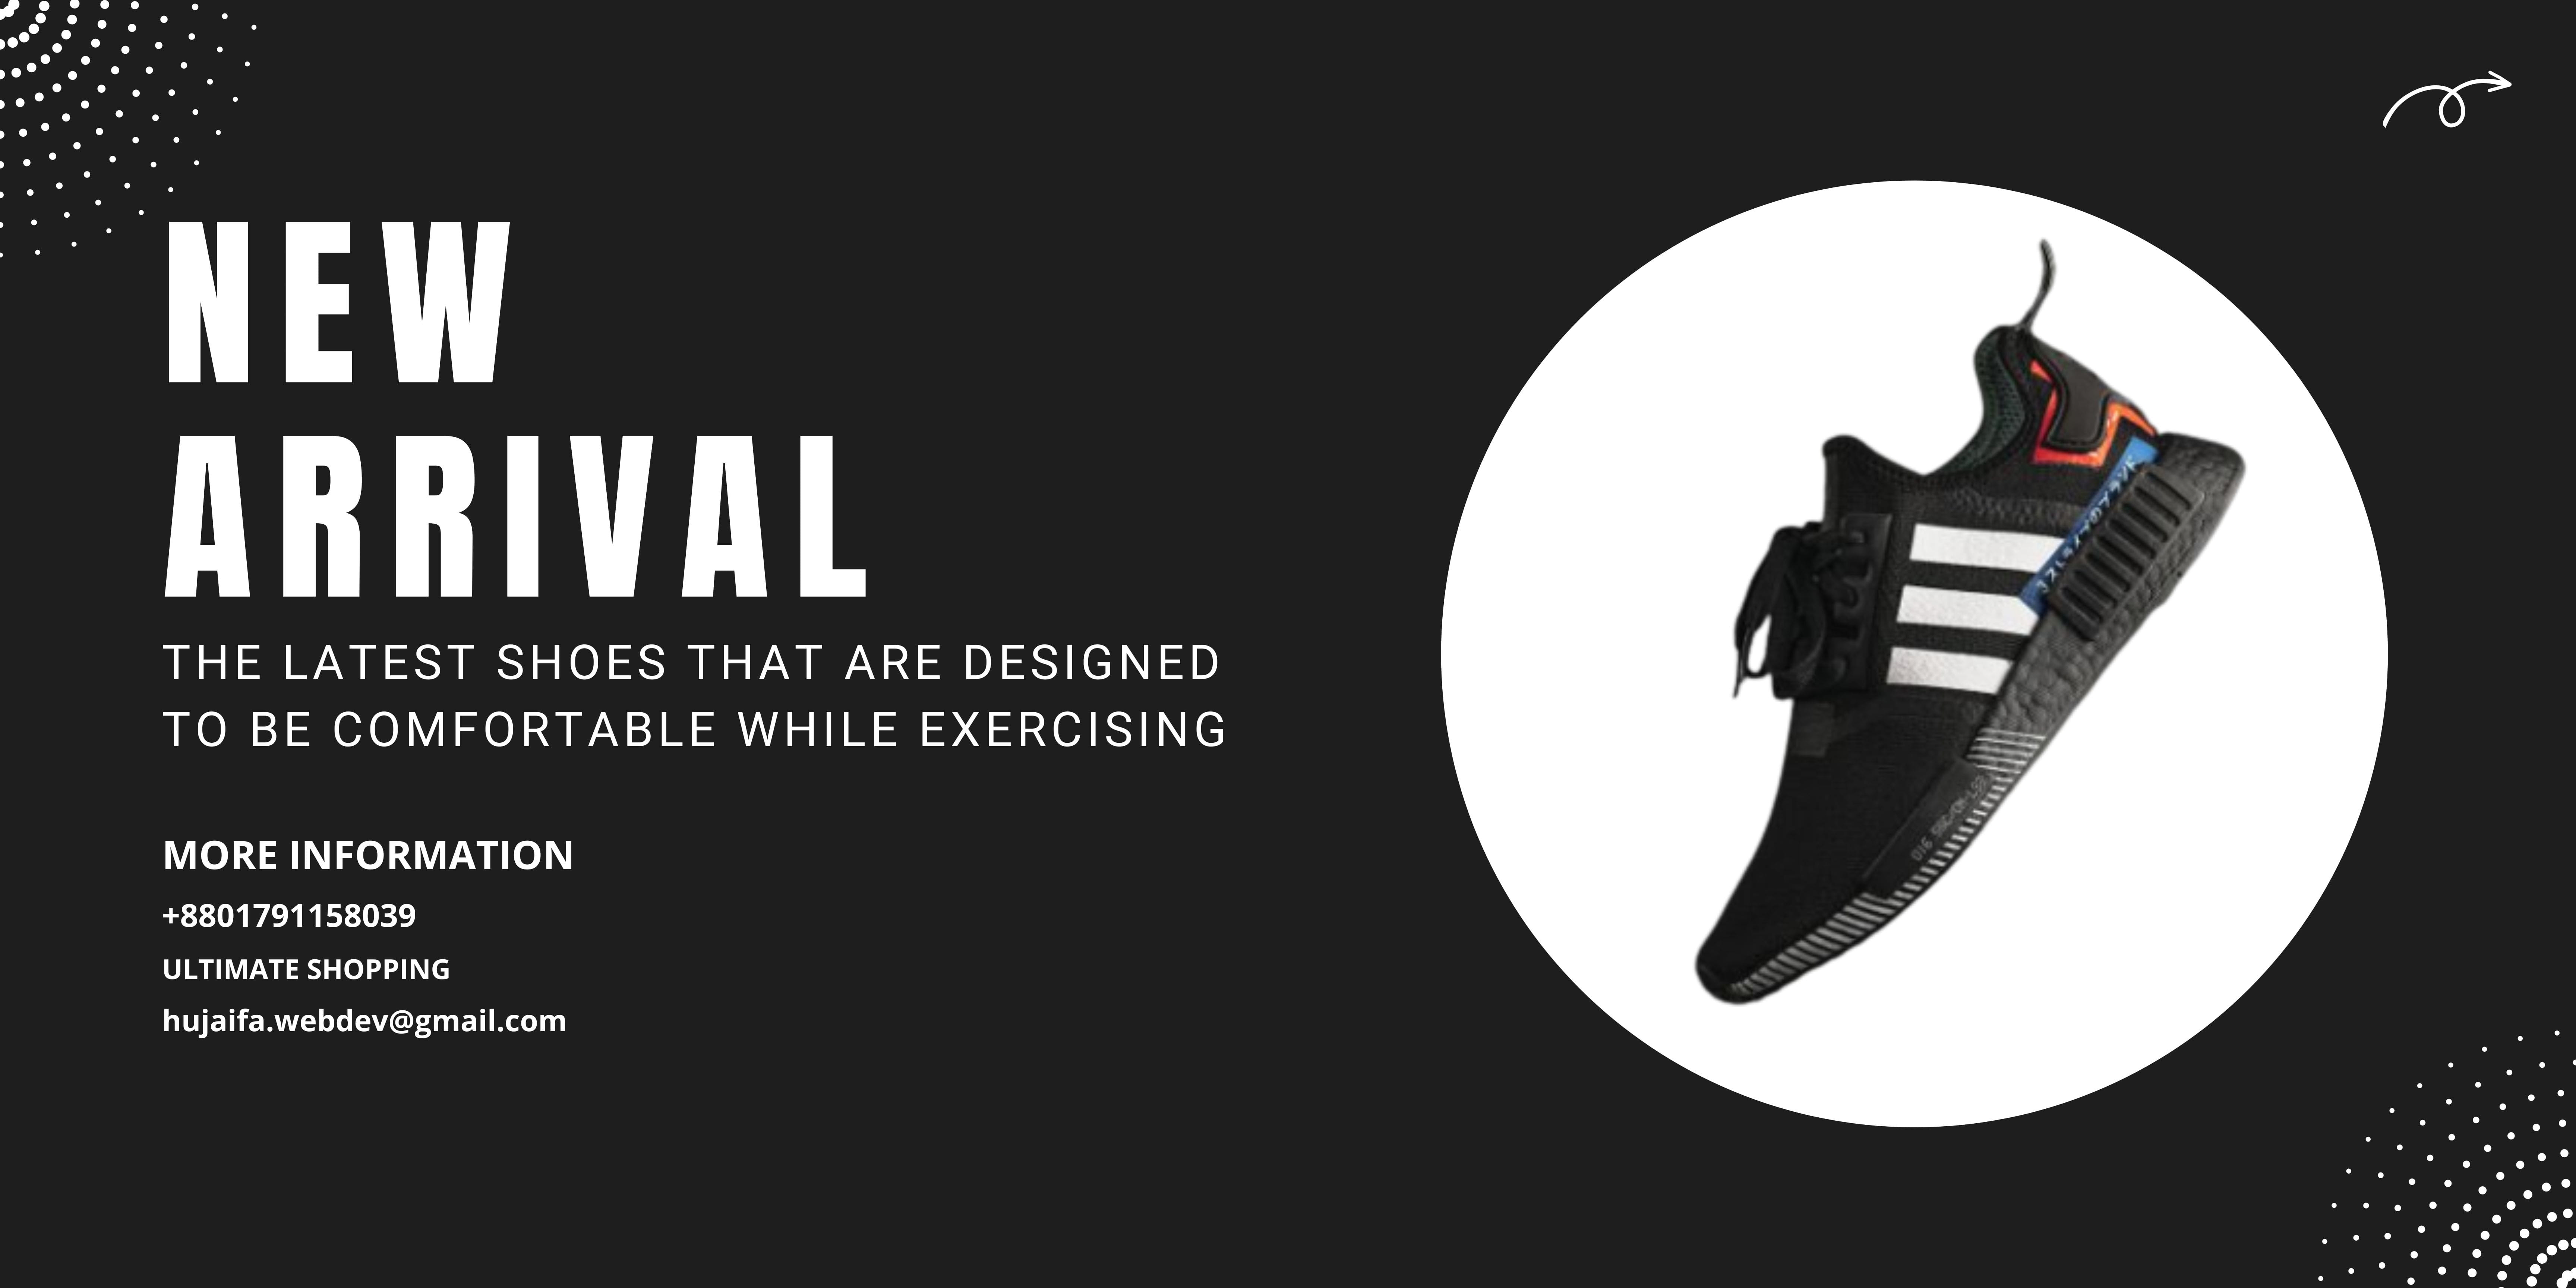 NEW
ARRIVAL
THE LATEST SHOES THAT ARE DESIGNED
TO BE COMFORTABLE WHILE EXERCISING
MORE INFORMATION
+8801791158039
ULTIMATE SHOPPING
hujaifa.webdev@gmail.com